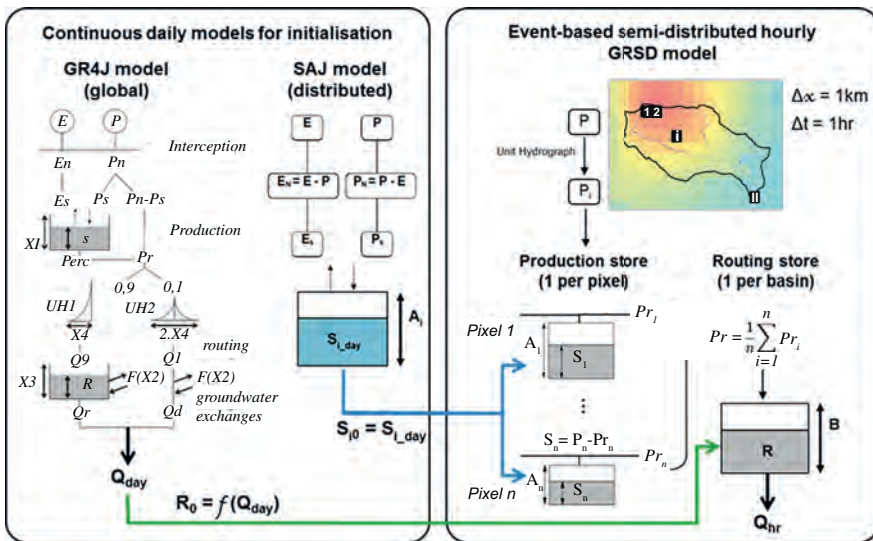 Continuous daily models for initialisation
GR4J model
(global)
SAJ model
(distributed)
E
P
Interception
En
Pn
Es
Ps
Pn-Ps
X1
s
Production
Perc
Pr
0,9
0,1
UH1
UH2
X4
2.X4
routing
Q9
Q1
X3
R
F(X2)
F(X2)
groundwater
exchanges
Qr
Qd
Qday
R0 = f(Qday)
E
P
EN = E - P
PN = P - E
Es
Ps
Si_day
Ai
Si0 = Si_day
Event-based semi-distributed hourly
GRSD model
P
Unit Hydrograph
Pi
1 2
i
Δx = 1km
Δt = 1hr
Production store
(1 per pixel)
Routing store
(1 per basin)
Pixel 1
Pr1
A1
S1
⋮
Sn = Pn-Prn
Prn
Pixel n
An
Sn
Pr = 1/n ∑ i=1 n Pri
B
R
Qhr